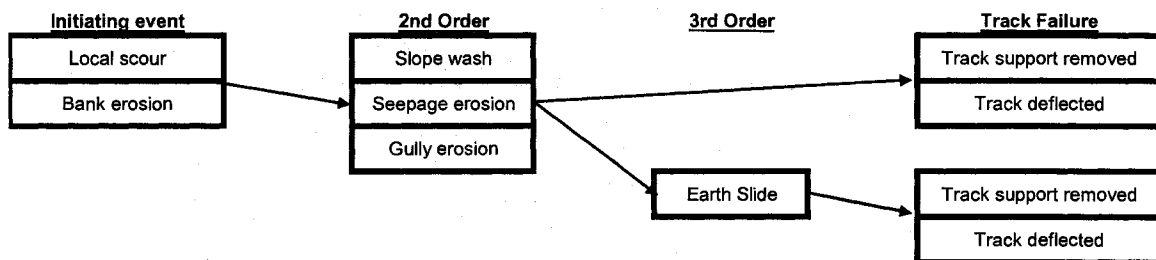 Initiating event
2nd Order
3rd Order
Track Failure
Local scour
Bank erosion
Slope wash
Seepage erosion
Gully erosion
Track support removed
Track deflected
Earth Slide
Track support removed
Track deflected